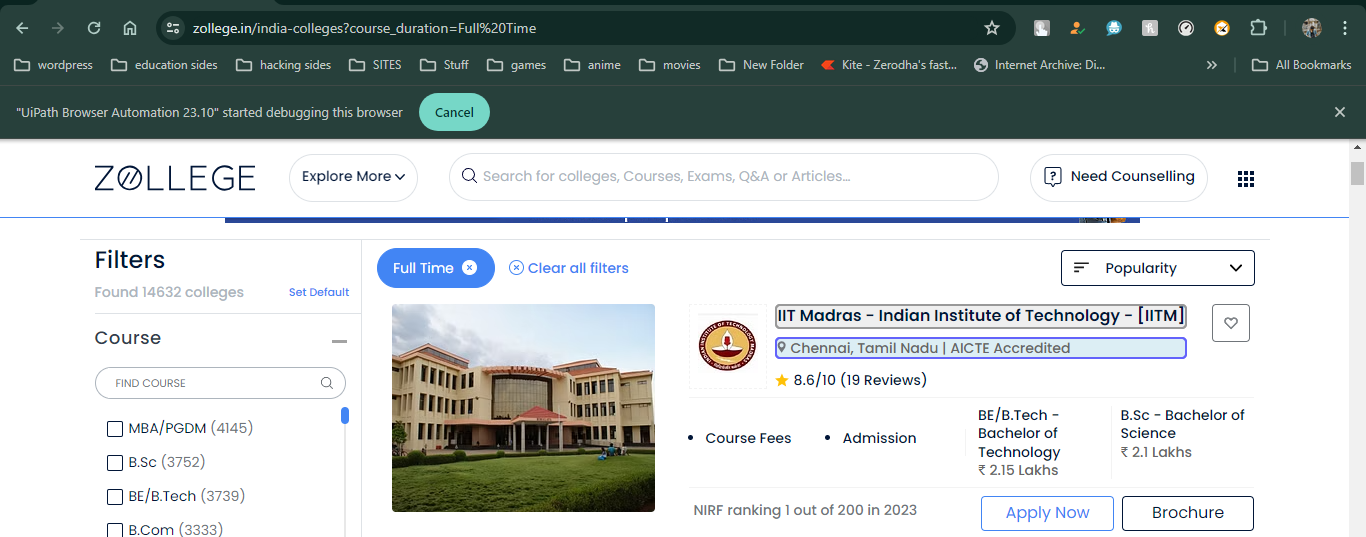 zollege.in/india-colleges?course_duration=Full%20Time
wordpress
education sides
hacking sides
SITES
Stuff
games
anime
movies
New Folder
Kite - Zerodha's fast...
Internet Archive: Di...
»
All Bookmarks
"UiPath Browser Automation 23.10" started debugging this browser
Cancel
ZOLLEGE
Explore More
Search for colleges, Courses, Exams, Q&A or Articles...
Need Counselling
Filters
Found 14632 colleges
Set Default
Course
FIND COURSE
MBA/PGDM (4145)
B.Sc (3752)
BE/B.Tech (3739)
B.Com (3333)
Full Time
Clear all filters
Popularity
IIT Madras - Indian Institute of Technology - [IITM]
Chennai, Tamil Nadu | AICTE Accredited
8.6/10 (19 Reviews)
• Course Fees
• Admission
BE/B.Tech -
Bachelor of
Technology
₹ 2.15 Lakhs
B.Sc - Bachelor of
Science
₹ 2.1 Lakhs
NIRF ranking 1 out of 200 in 2023
Apply Now
Brochure